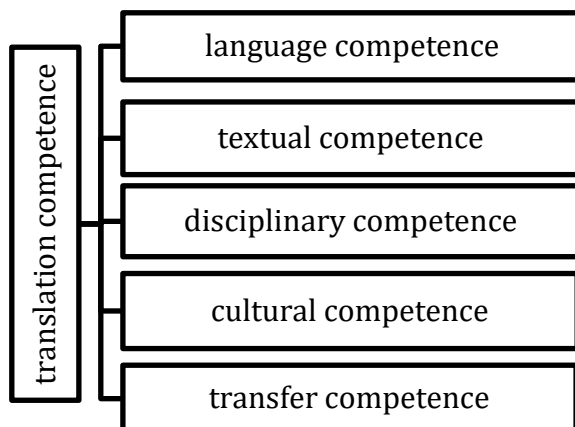 translation competence
language competence
textual competence
disciplinary competence
cultural competence
transfer competence